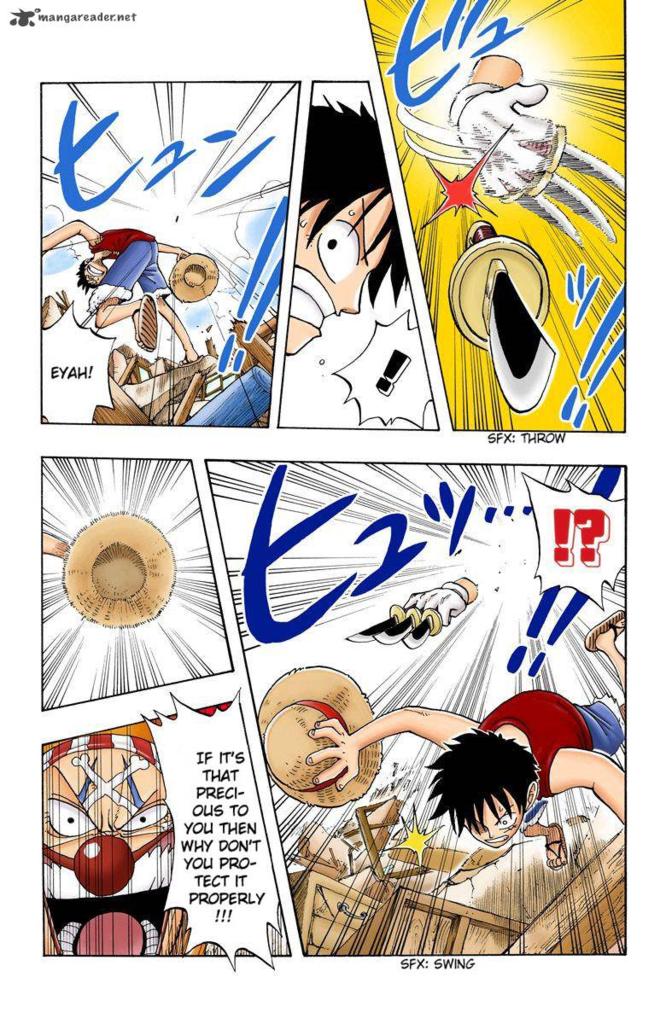 mangareader.net
ビュッ
!!
SFX: THROW
!
ヒュン
!!
EYAH!
ヒュッ…
!!
!?
SFX: SWING
IF IT'S
THAT
PRECI-
OUS TO
YOU THEN
WHY DON'T
YOU PRO-
TECT IT
PROPERLY
!!!